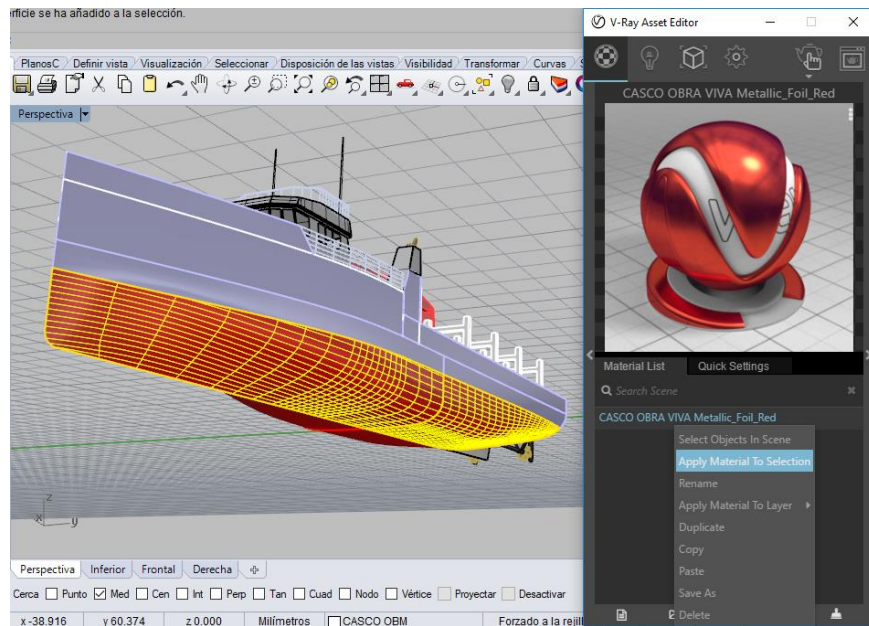 erficie se ha añadido a la selección.
PlanosC Definir vista Visualización Seleccionar Disposición de las vistas Visibilidad Transformar Curvas
Perspectiva
z
x
y
Perspectiva Inferior Frontal Derecha
Cerca Punto Med Cen Int Perp Tan Cuad Nodo Vértice Proyectar Desactivar
x -38.916 y 60.374 z 0.000 Milímetros CASCO OBM Forzado a la rejill
V-Ray Asset Editor
CASCO OBRA VIVA Metallic_Foil_Red
Material List Quick Settings
Search Scene
CASCO OBRA VIVA Metallic_Foil_Red
Select Objects In Scene
Apply Material To Selection
Rename
Apply Material To Layer
Duplicate
Copy
Paste
Save As
Delete